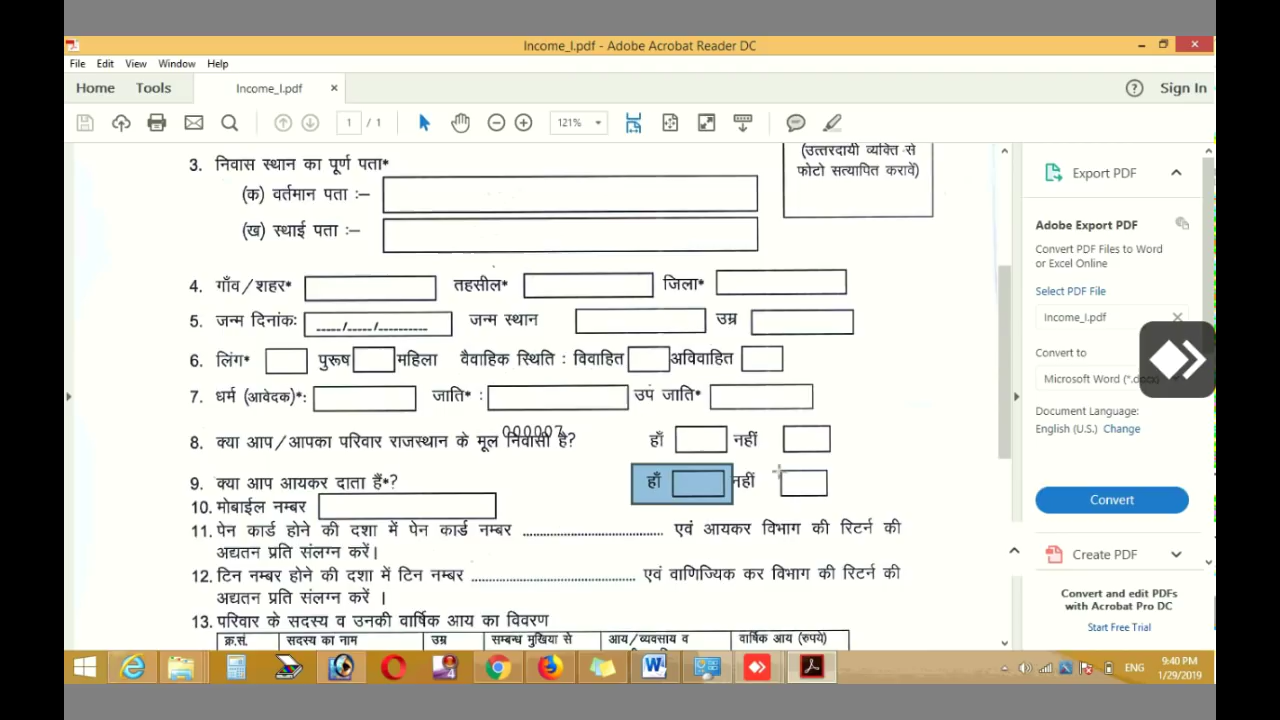 Income_I.pdf - Adobe Acrobat Reader DC
File Edit View Window Help
Home Tools Income_I.pdf × ? Sign In
1 / 1 121%
(उत्तरदायी व्यक्ति से
फोटो सत्यापित करावें)
3. निवास स्थान का पूर्ण पता*
(क) वर्तमान पता :–
(ख) स्थाई पता :–
4. गाँव/शहर* तहसील* जिला*
5. जन्म दिनांकः ...../...../.......... जन्म स्थान उम्र
6. लिंग* पुरूष महिला वैवाहिक स्थिति : विवाहित अविवाहित
7. धर्म (आवेदक)*: जाति* : उप जाति*
000007
8. क्या आप/आपका परिवार राजस्थान के मूल निवासी है? हाँ नहीं
9. क्या आप आयकर दाता हैं*? हाँ नहीं
10. मोबाईल नम्बर
11. पेन कार्ड होने की दशा में पेन कार्ड नम्बर .................................... एवं आयकर विभाग की रिटर्न की
अद्यतन प्रति संलग्न करें।
12. टिन नम्बर होने की दशा में टिन नम्बर .......................................... एवं वाणिज्यिक कर विभाग की रिटर्न की
अद्यतन प्रति संलग्न करें ।
13. परिवार के सदस्य व उनकी वार्षिक आय का विवरण
क्र.सं. सदस्य का नाम उम्र सम्बन्ध मुखिया से आय/व्यवसाय व वार्षिक आय (रुपये)
Export PDF
Adobe Export PDF
Convert PDF Files to Word
or Excel Online
Select PDF File
Income_I.pdf
Convert to
Microsoft Word (*.docx)
Document Language:
English (U.S.) Change
Convert
Create PDF
Convert and edit PDFs
with Acrobat Pro DC
Start Free Trial
ENG
9:40 PM
1/29/2019